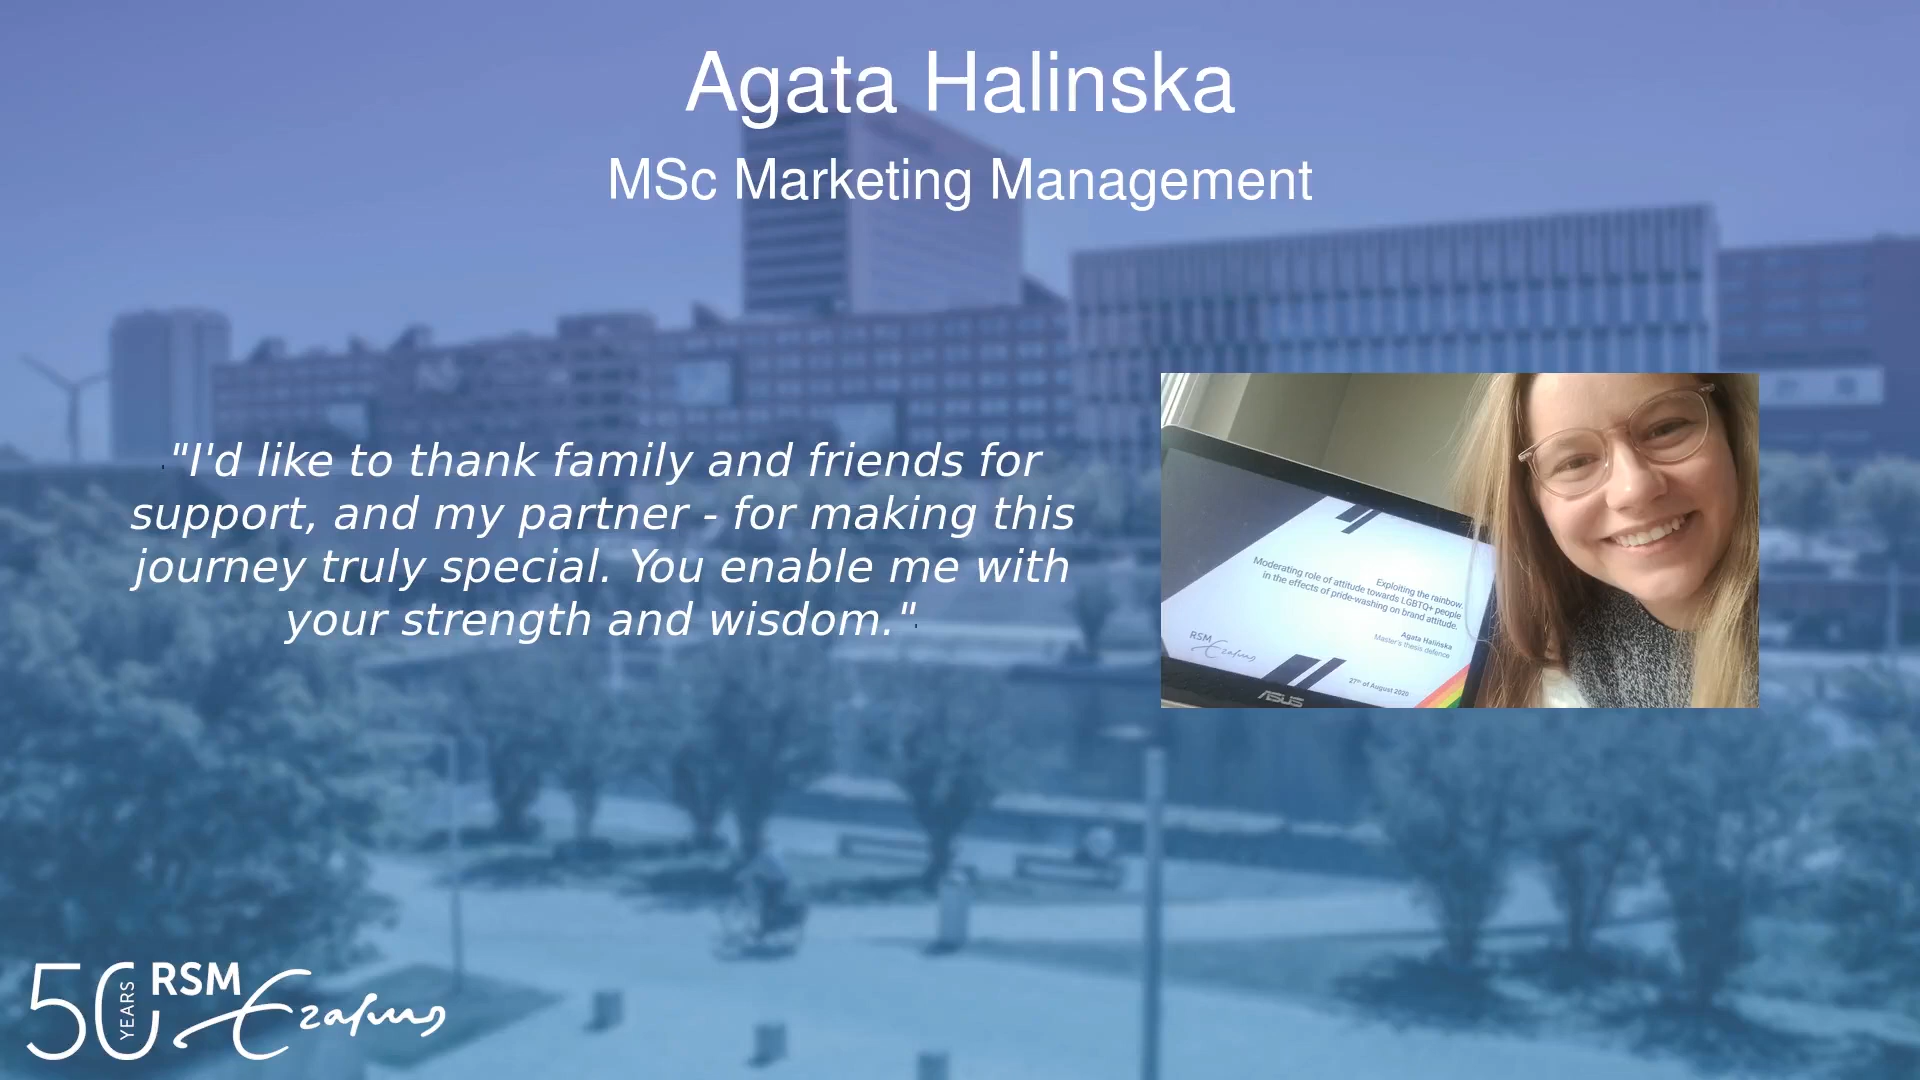 Agata Halinska
MSc Marketing Management
"I'd like to thank family and friends for
support, and my partner - for making this
journey truly special. You enable me with
your strength and wisdom."
Exploiting the rainbow.
Moderating role of attitude towards LGBTQ+ people
in the effects of pride-washing on brand attitude.
Agata Halińska
Master's thesis defence
RSM
Erasmus
27th of August 2020
ASUS
50 YEARS RSM Erasmus